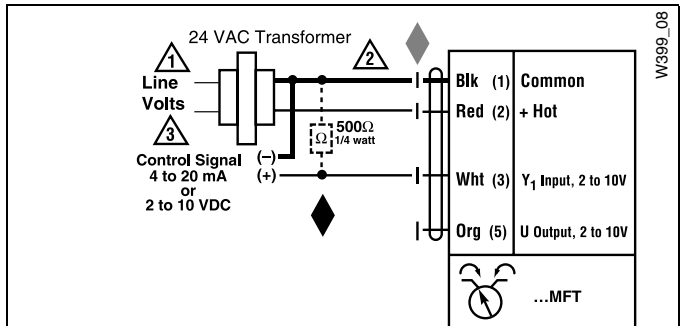 24 VAC Transformer
W399_08
1
2
Line
Volts
Blk (1) Common
Red (2) + Hot
3
Ω
500Ω
1/4 watt
Control Signal
4 to 20 mA
or
2 to 10 VDC
(–)
(+)
Wht (3) Y1 Input, 2 to 10V
Org (5) U Output, 2 to 10V
...MFT